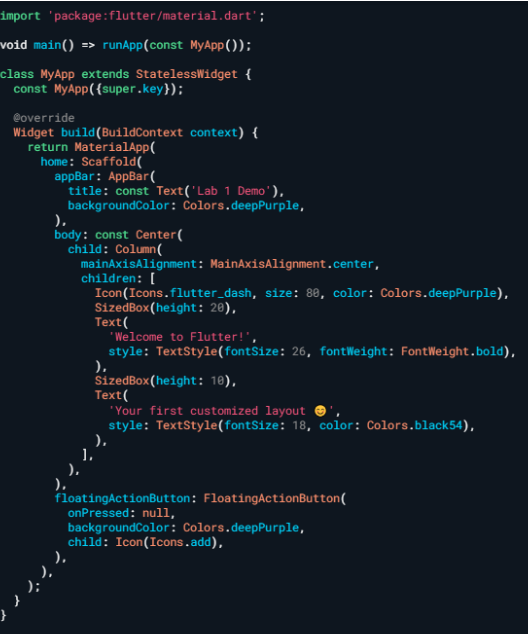 import 'package:flutter/material.dart';

void main() => runApp(const MyApp());

class MyApp extends StatelessWidget {
  const MyApp({super.key});

  @override
  Widget build(BuildContext context) {
    return MaterialApp(
      home: Scaffold(
        appBar: AppBar(
          title: const Text('Lab 1 Demo'),
          backgroundColor: Colors.deepPurple,
        ),
        body: const Center(
          child: Column(
            mainAxisAlignment: MainAxisAlignment.center,
            children: [
              Icon(Icons.flutter_dash, size: 80, color: Colors.deepPurple),
              SizedBox(height: 20),
              Text(
                'Welcome to Flutter!',
                style: TextStyle(fontSize: 26, fontWeight: FontWeight.bold),
              ),
              SizedBox(height: 10),
              Text(
                'Your first customized layout 😊',
                style: TextStyle(fontSize: 18, color: Colors.black54),
              ),
            ],
          ),
        ),
        floatingActionButton: FloatingActionButton(
          onPressed: null,
          backgroundColor: Colors.deepPurple,
          child: Icon(Icons.add),
        ),
      ),
    );
  }
}